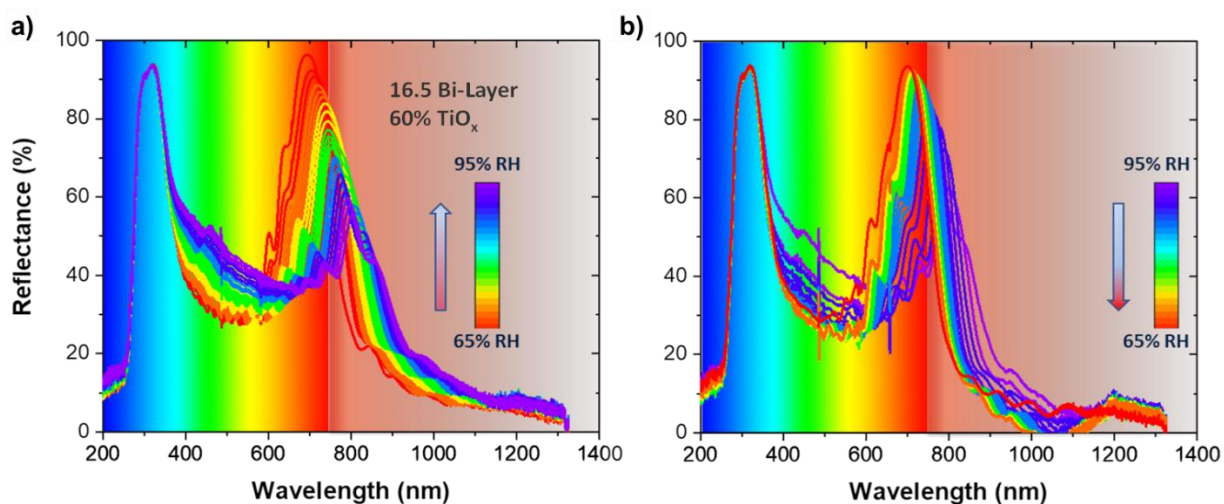 a)
Reflectance (%)
100
80
60
40
20
0
16.5 Bi-Layer
60% TiOₓ
95% RH
65% RH
200 400 600 800 1000 1200 1400
Wavelength (nm)
b)
100
80
60
40
20
0
95% RH
65% RH
200 400 600 800 1000 1200 1400
Wavelength (nm)